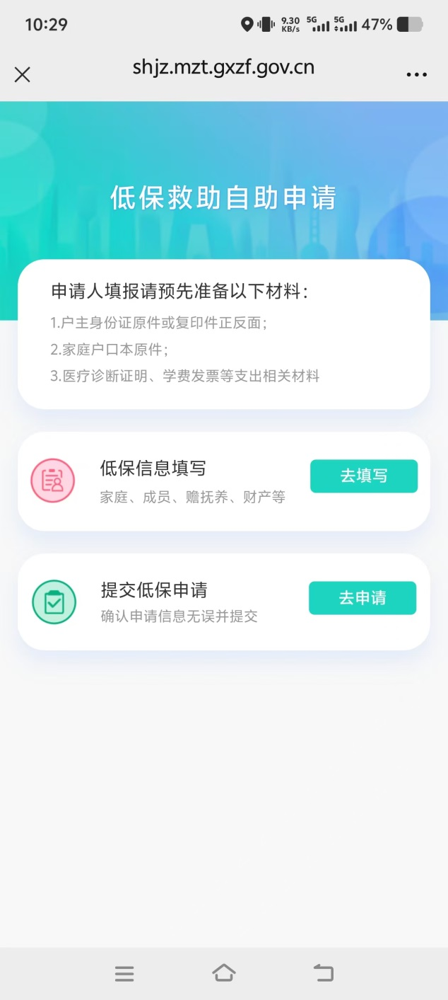 10:29
9.30 KB/s 5G 5G 47%
shjz.mzt.gxzf.gov.cn
低保救助自助申请
申请人填报请预先准备以下材料：
1.户主身份证原件或复印件正反面；
2.家庭户口本原件；
3.医疗诊断证明、学费发票等支出相关材料
低保信息填写
去填写
家庭、成员、赡抚养、财产等
提交低保申请
去申请
确认申请信息无误并提交